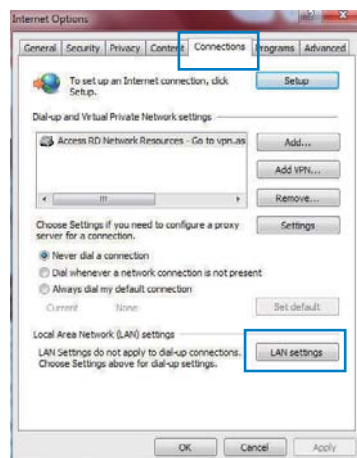 Internet Options
General Security Privacy Content Connections Programs Advanced
To set up an Internet connection, click
Setup.
Setup
Dial-up and Virtual Private Network settings
Access RD Network Resources - Go to vpn.as
Add...
Add VPN...
Remove...
Choose Settings if you need to configure a proxy
server for a connection.
Settings
Never dial a connection
Dial whenever a network connection is not present
Always dial my default connection
Current None
Set default
Local Area Network (LAN) settings
LAN Settings do not apply to dial-up connections.
Choose Settings above for dial-up settings.
LAN settings
OK Cancel Apply